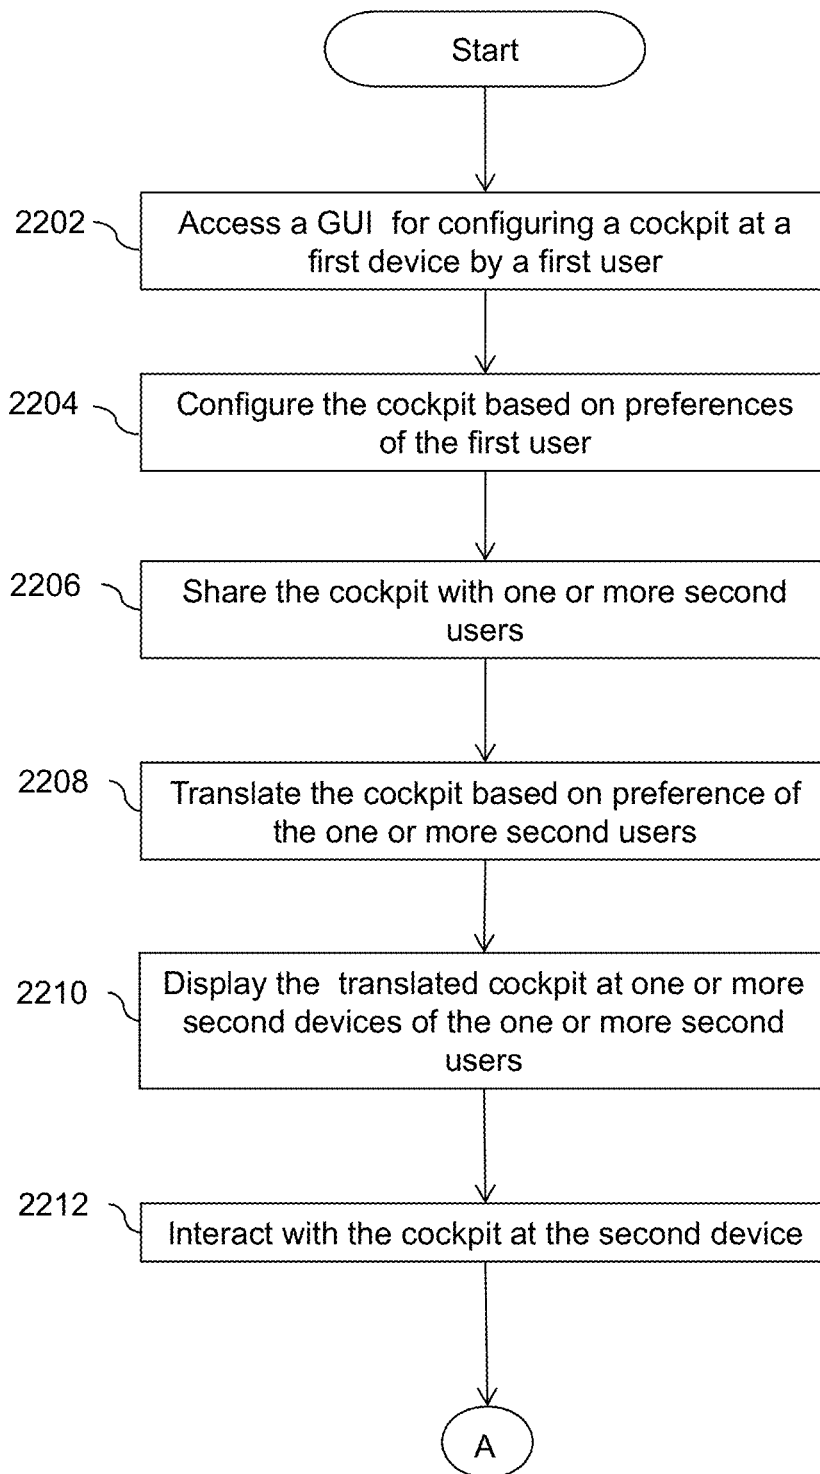 Start
2202
Access a GUI for configuring a cockpit at a
first device by a first user
2204
Configure the cockpit based on preferences
of the first user
2206
Share the cockpit with one or more second
users
2208
Translate the cockpit based on preference of
the one or more second users
2210
Display the translated cockpit at one or more
second devices of the one or more second
users
2212
Interact with the cockpit at the second device
A